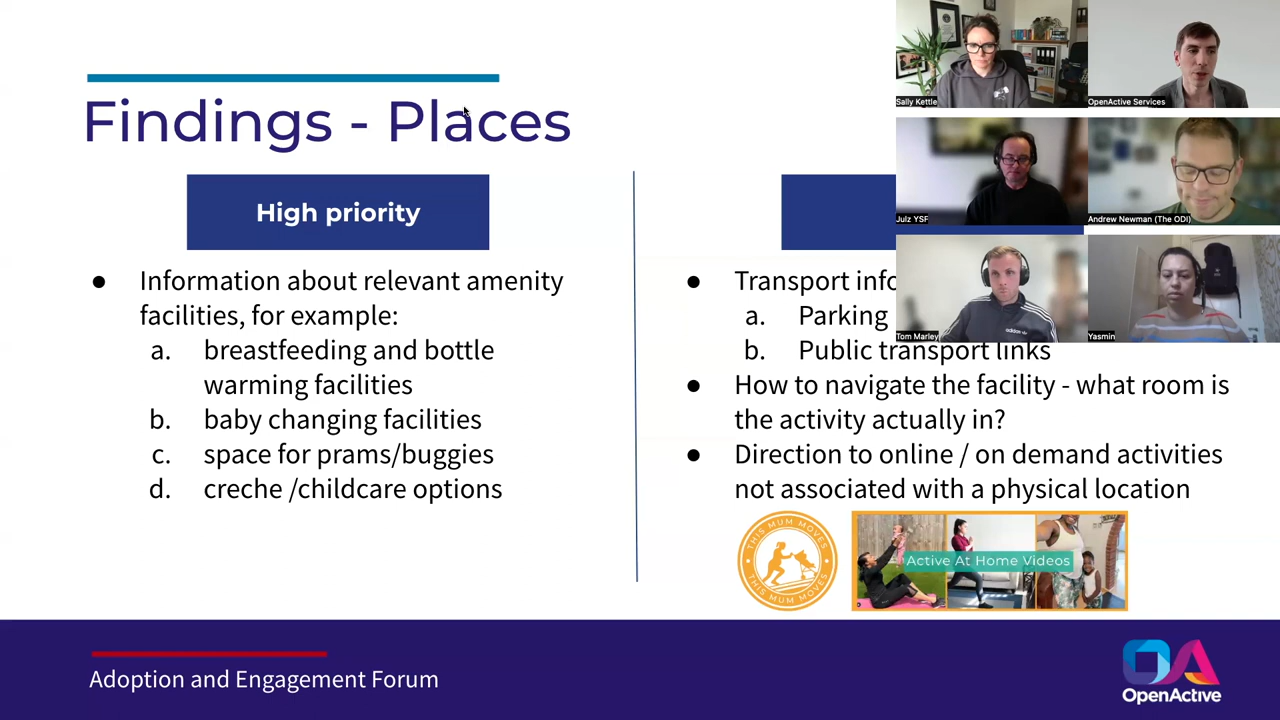 Findings - Places
High priority
● Information about relevant amenity
facilities, for example:
a. breastfeeding and bottle
warming facilities
b. baby changing facilities
c. space for prams/buggies
d. creche /childcare options
● Transport info
a. Parking
b. Public transport links
● How to navigate the facility - what room is
the activity actually in?
● Direction to online / on demand activities
not associated with a physical location
THIS MUM MOVES
THIS MUM MOVES
Active At Home Videos
Sally Kettle
OpenActive Services
Julz YSF
Andrew Newman (The ODI)
Tom Marley
adidas
Yasmin
Adoption and Engagement Forum
OpenActive